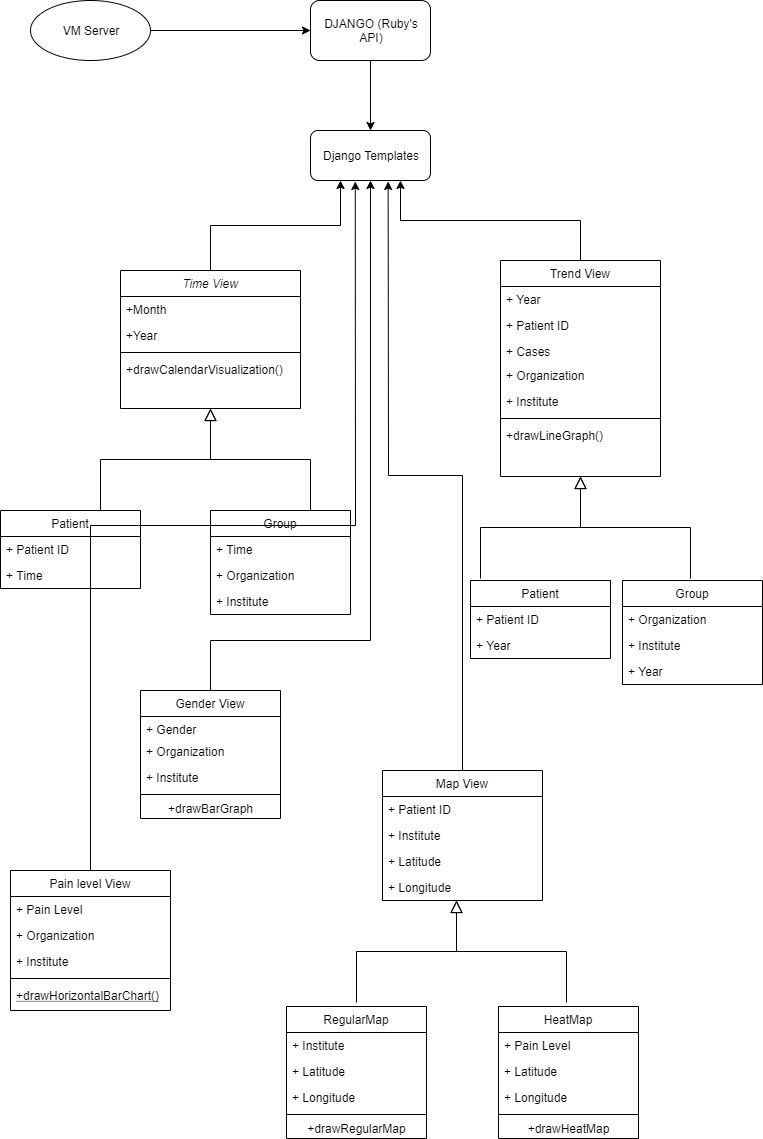 VM Server
DJANGO (Ruby's
API)
Django Templates
Time View
+Month
+Year
+drawCalendarVisualization()
Trend View
+ Year
+ Patient ID
+ Cases
+ Organization
+ Institute
+drawLineGraph()
Patient
+ Patient ID
+ Time
Group
+ Time
+ Organization
+ Institute
Patient
+ Patient ID
+ Year
Group
+ Organization
+ Institute
+ Year
Gender View
+ Gender
+ Organization
+ Institute
+drawBarGraph
Map View
+ Patient ID
+ Institute
+ Latitude
+ Longitude
Pain level View
+ Pain Level
+ Organization
+ Institute
+drawHorizontalBarChart()
RegularMap
+ Institute
+ Latitude
+ Longitude
+drawRegularMap
HeatMap
+ Pain Level
+ Latitude
+ Longitude
+drawHeatMap